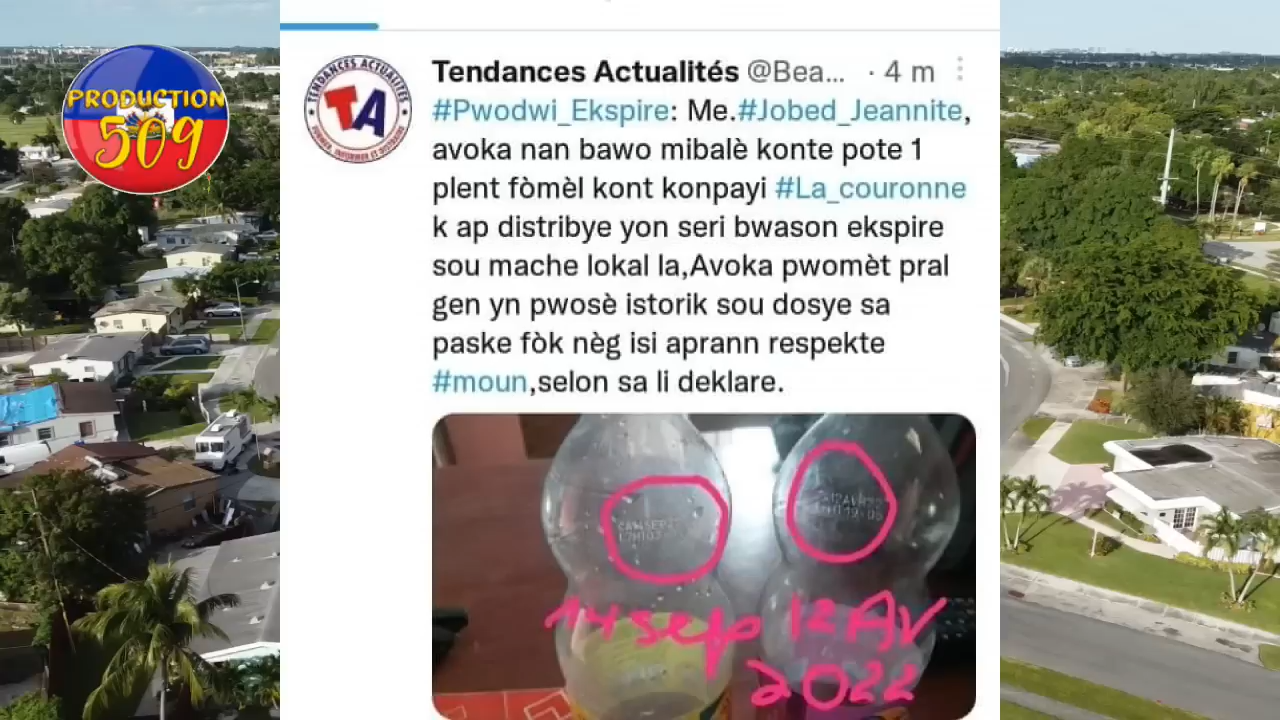 PRODUCTION
509
TENDANCES ACTUALITÉS
TA
Tendances Actualités @Bea... · 4 m
#Pwodwi_Ekspire: Me.#Jobed_Jeannite,
avoka nan bawo mibalè konte pote 1
plent fòmèl kont konpayi #La_couronne
k ap distribye yon seri bwason ekspire
sou mache lokal la,Avoka pwomèt pral
gen yn pwosè istorik sou dosye sa
paske fòk nèg isi aprann respekte
#moun,selon sa li deklare.
14 sep 12 Av
2022